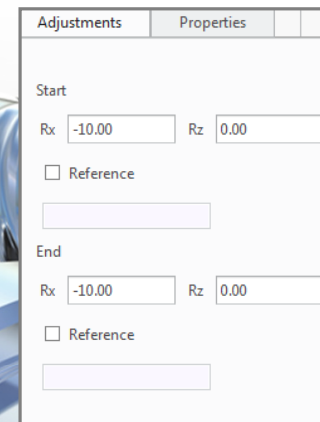 Adjustments Properties
Start
Rx -10.00 Rz 0.00
Reference
End
Rx -10.00 Rz 0.00
Reference